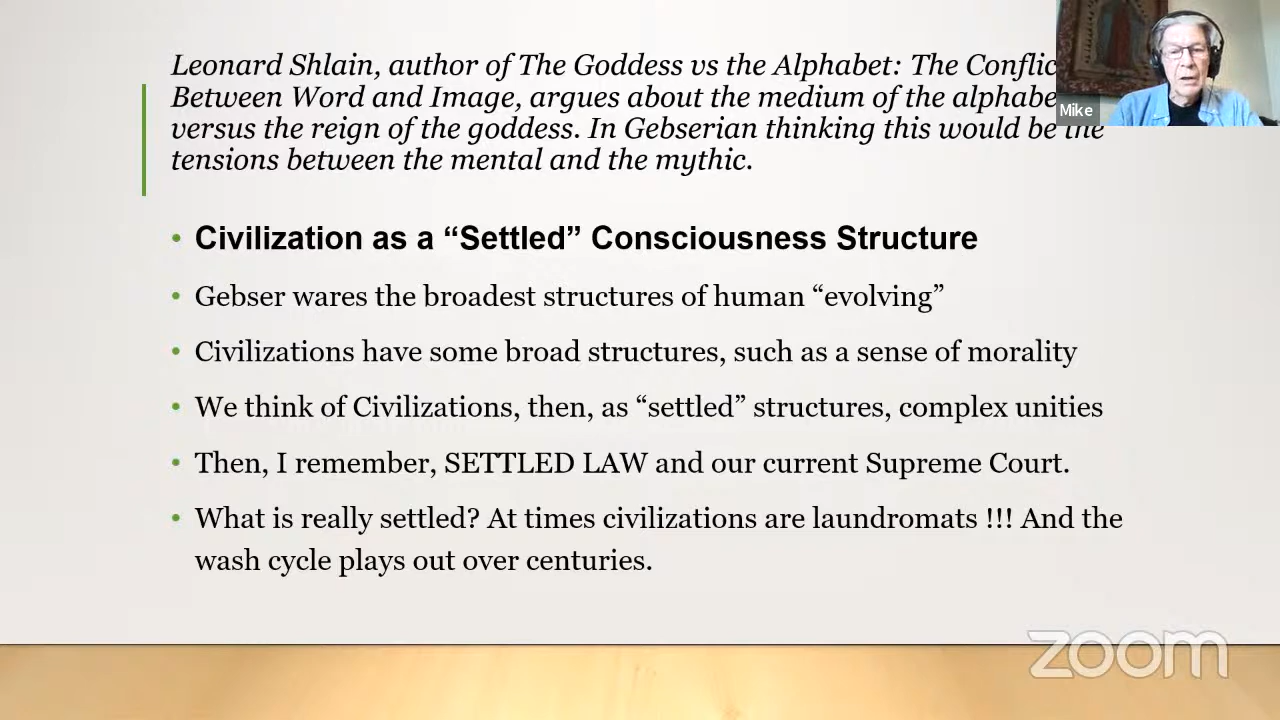 Leonard Shlain, author of The Goddess vs the Alphabet: The Conflic
Between Word and Image, argues about the medium of the alphabe
versus the reign of the goddess. In Gebserian thinking this would be the
tensions between the mental and the mythic.
Mike
• Civilization as a “Settled” Consciousness Structure
• Gebser wares the broadest structures of human “evolving”
• Civilizations have some broad structures, such as a sense of morality
• We think of Civilizations, then, as “settled” structures, complex unities
• Then, I remember, SETTLED LAW and our current Supreme Court.
• What is really settled? At times civilizations are laundromats !!! And the
wash cycle plays out over centuries.
zoom